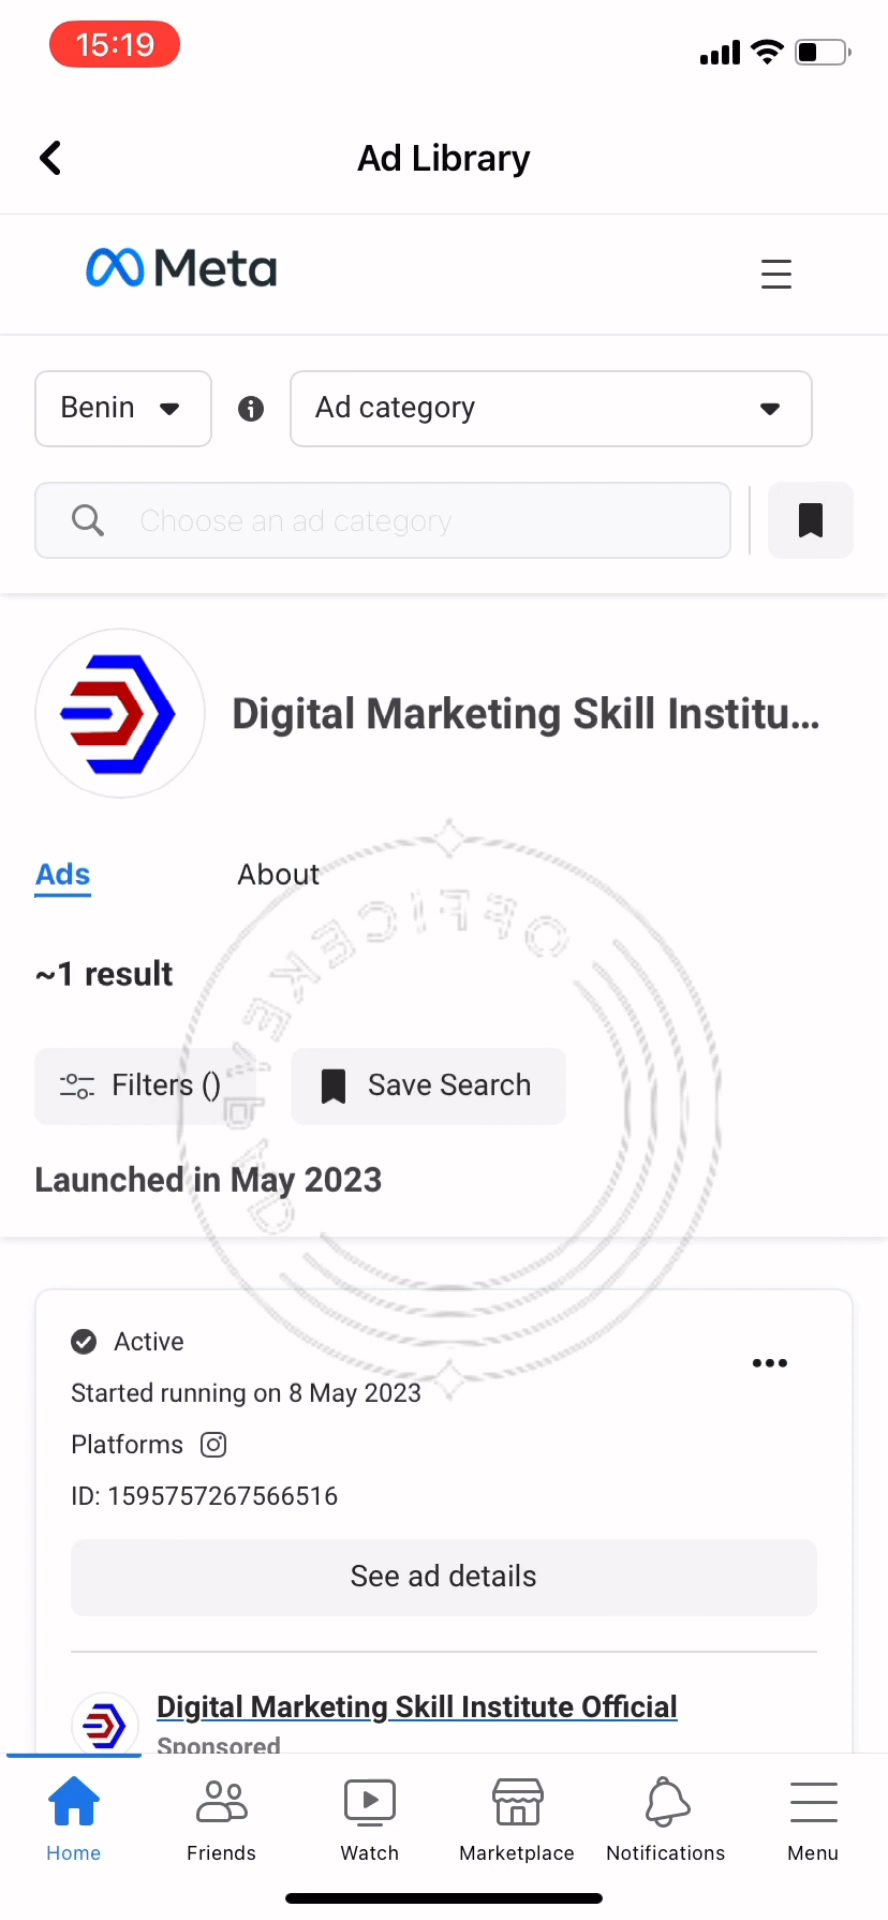 15:19
Ad Library
Meta
Benin
Ad category
Choose an ad category
Digital Marketing Skill Institu...
Ads
About
~1 result
Filters ()
Save Search
Launched in May 2023
Active
Started running on 8 May 2023
Platforms
ID: 1595757267566516
See ad details
Digital Marketing Skill Institute Official
Sponsored
Home
Friends
Watch
Marketplace
Notifications
Menu